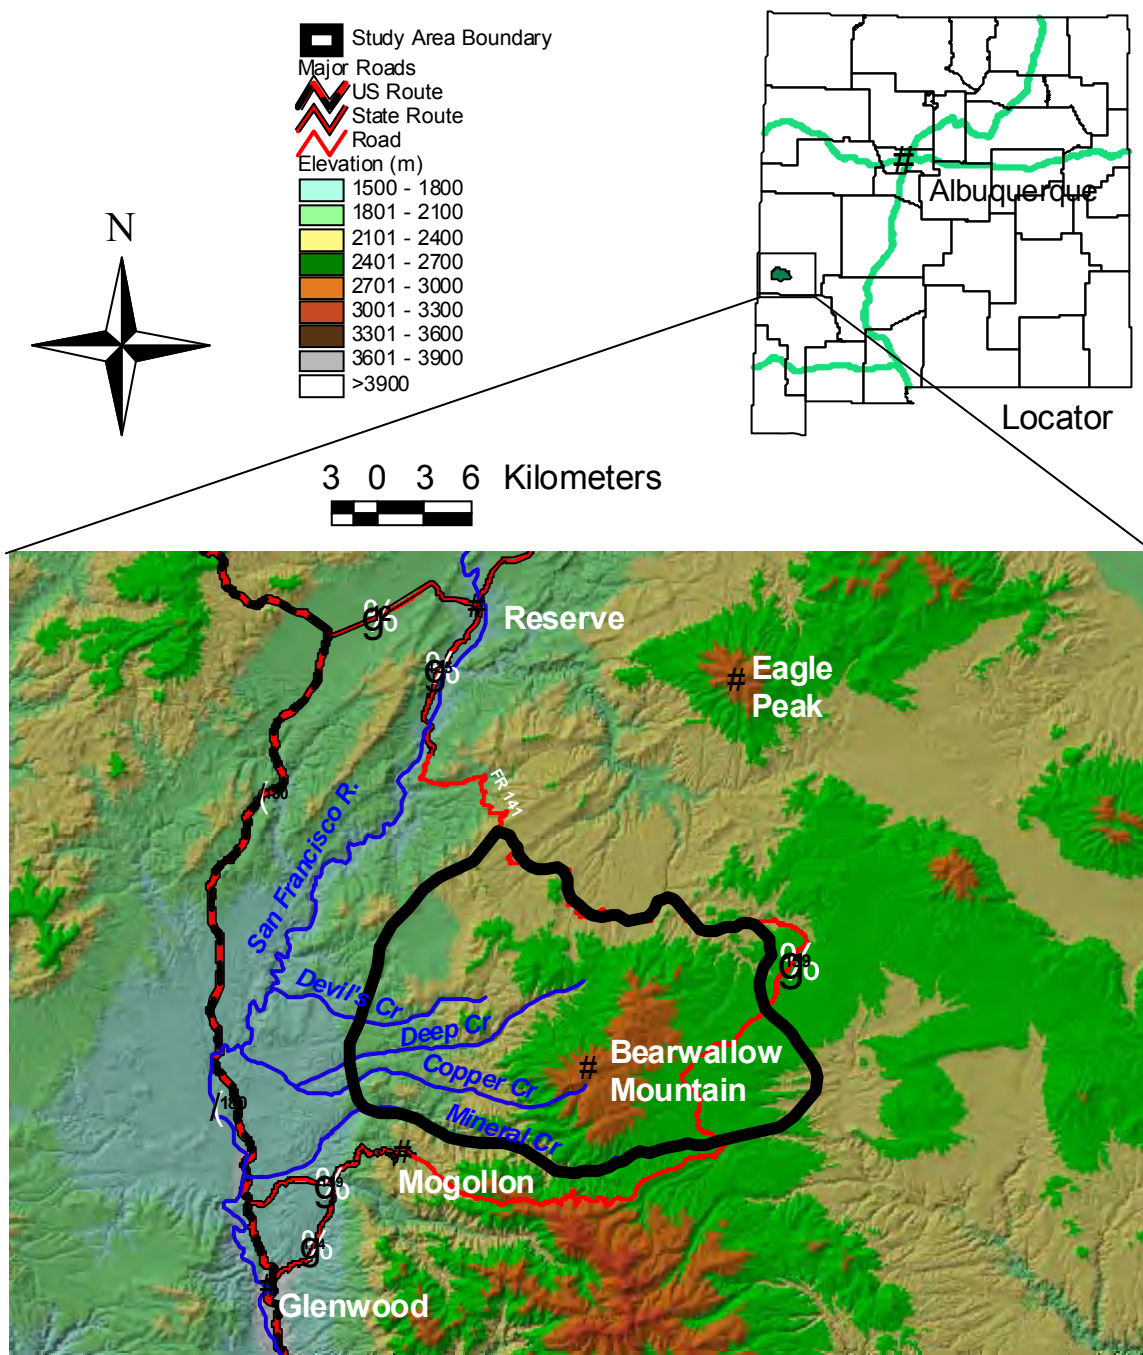 Study Area Boundary
Major Roads
US Route
State Route
Road
Elevation (m)
1500 - 1800
1801 - 2100
2101 - 2400
2401 - 2700
2701 - 3000
3001 - 3300
3301 - 3600
3601 - 3900
>3900
N
#
Albuquerque
Locator
3 0 3 6 Kilometers
#
Reserve
#
Eagle
Peak
FR 141
San Francisco R.
Devil's Cr
Deep Cr
Copper Cr
Mineral Cr
#
Bearwallow
Mountain
180
#
Mogollon
#
Glenwood